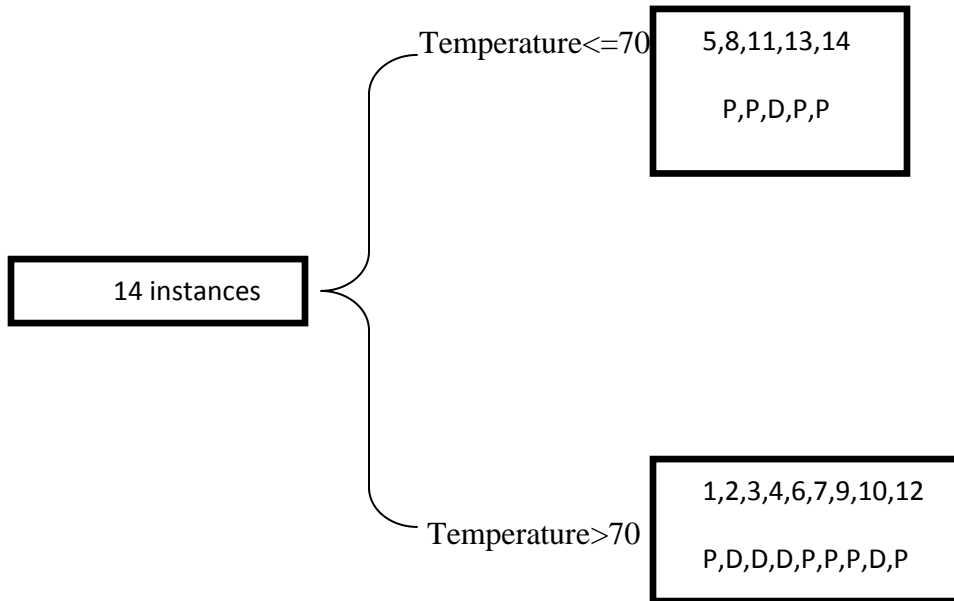 Temperature<=70
5,8,11,13,14
P,P,D,P,P
14 instances
Temperature>70
1,2,3,4,6,7,9,10,12
P,D,D,D,P,P,P,D,P